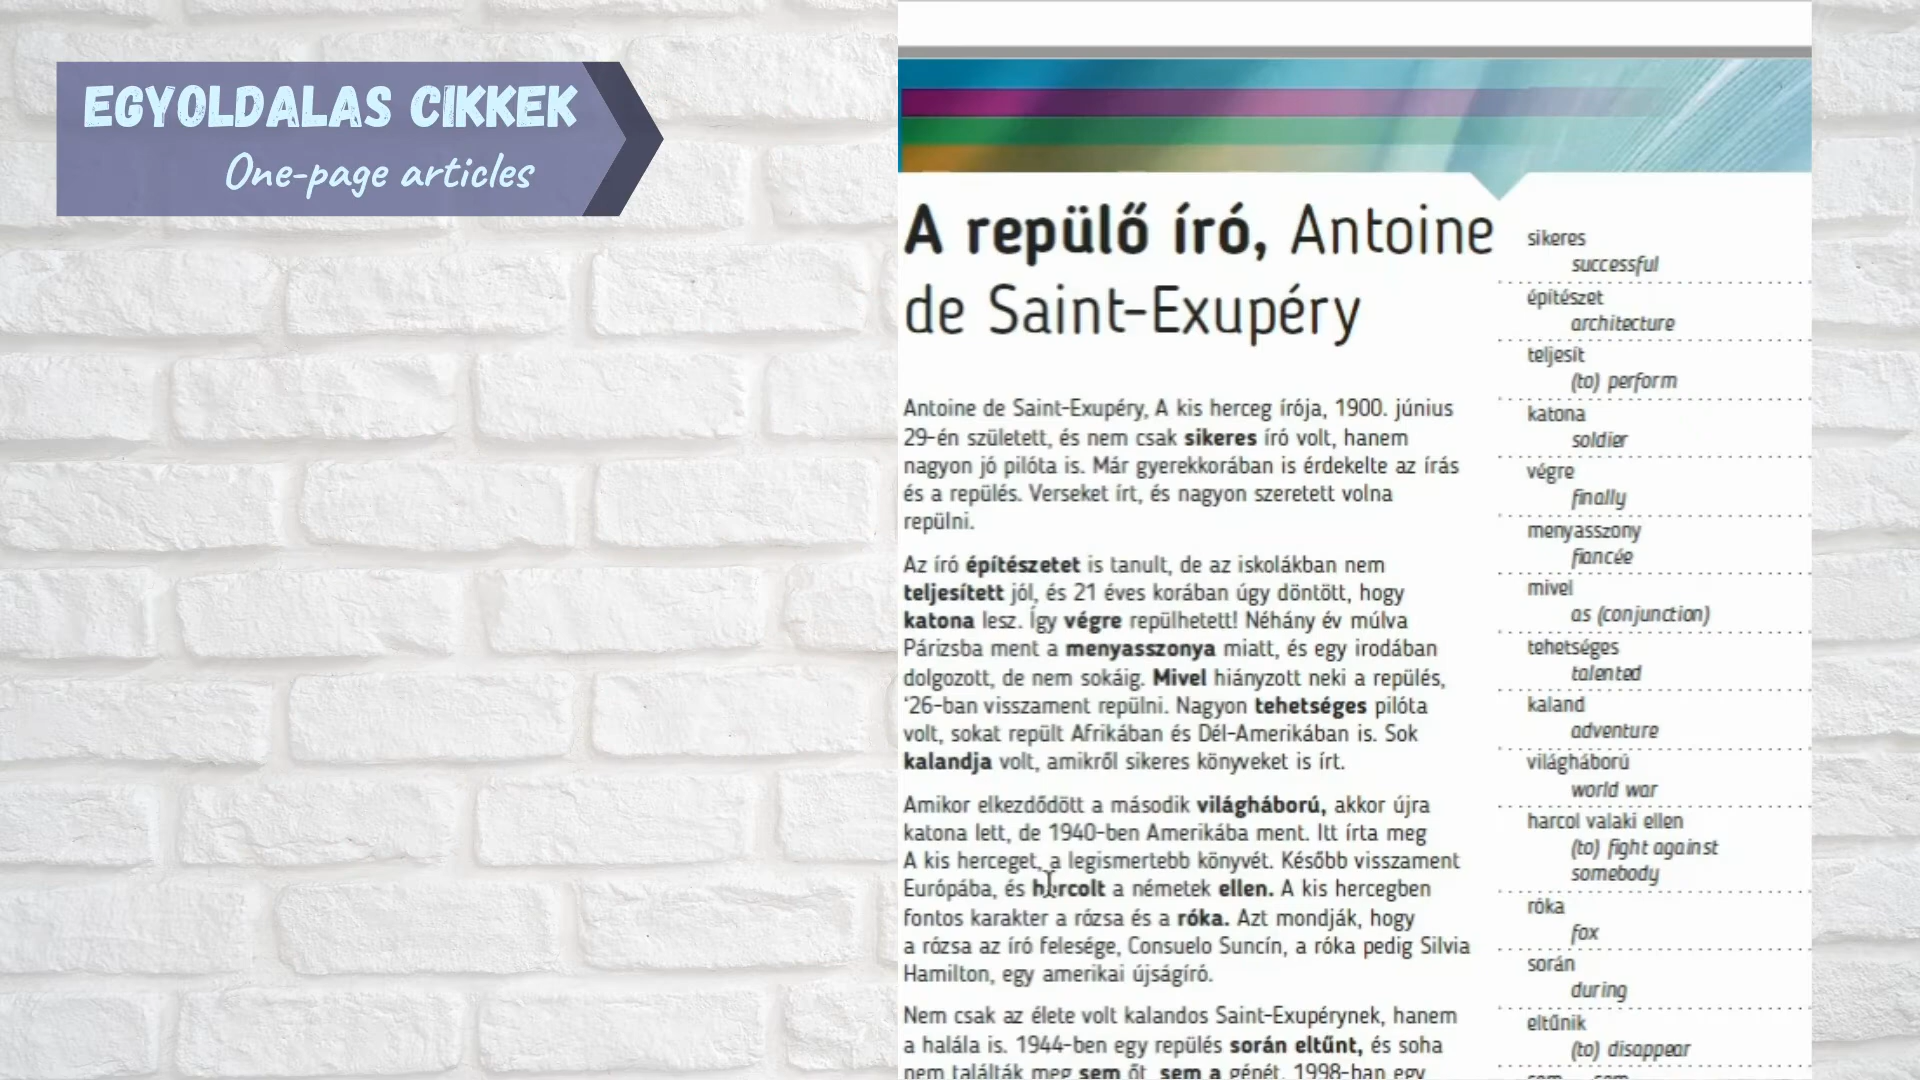 EGYOLDALAS CIKKEK
One-page articles
A repülő író, Antoine
de Saint-Exupéry
Antoine de Saint-Exupéry, A kis herceg írója, 1900. június
29-én született, és nem csak sikeres író volt, hanem
nagyon jó pilóta is. Már gyerekkorában is érdekelte az írás
és a repülés. Verseket írt, és nagyon szeretett volna
repülni.
Az író építészetet is tanult, de az iskolákban nem
teljesített jól, és 21 éves korában úgy döntött, hogy
katona lesz. Így végre repülhetett! Néhány év múlva
Párizsba ment a menyasszonya miatt, és egy irodában
dolgozott, de nem sokáig. Mivel hiányzott neki a repülés,
‘26-ban visszament repülni. Nagyon tehetséges pilóta
volt, sokat repült Afrikában és Dél-Amerikában is. Sok
kalandja volt, amikről sikeres könyveket is írt.
Amikor elkezdődött a második világháború, akkor újra
katona lett, de 1940-ben Amerikába ment. Itt írta meg
A kis herceget, a legismertebb könyvét. Később visszament
Európába, és harcolt a németek ellen. A kis hercegben
fontos karakter a rózsa és a róka. Azt mondják, hogy
a rózsa az író felesége, Consuelo Suncín, a róka pedig Silvia
Hamilton, egy amerikai újságíró.
Nem csak az élete volt kalandos Saint-Exupérynek, hanem
a halála is. 1944-ben egy repülés során eltűnt, és soha
nem találták meg sem őt, sem a gépét. 1998-ban egy
sikeres
successful
építészet
architecture
teljesít
(to) perform
katona
soldier
végre
finally
menyasszony
fiancée
mivel
as (conjunction)
tehetséges
talented
kaland
adventure
világháború
world war
harcol valaki ellen
(to) fight against
somebody
róka
fox
során
during
eltűnik
(to) disappear